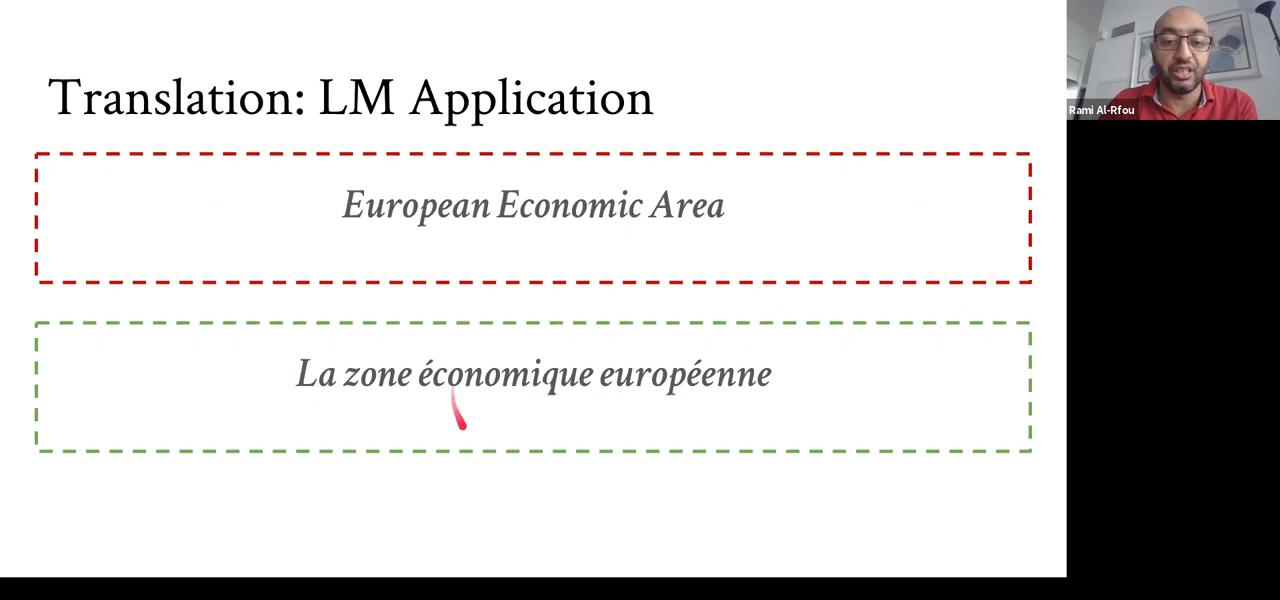 Translation: LM Application
Rami Al-Rfou
European Economic Area
La zone économique européenne